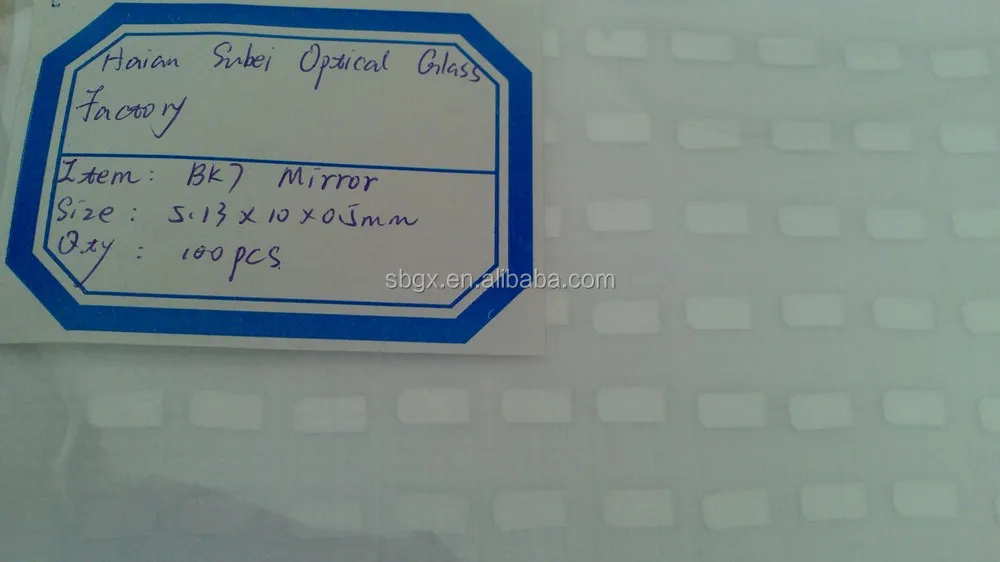 Haian Subei Optical Glass
Factory
Item: BK7 Mirror
Size: 5.13 x 10 x 0.5mm
Qty: 100pcs
sbgx.en.alibaba.com